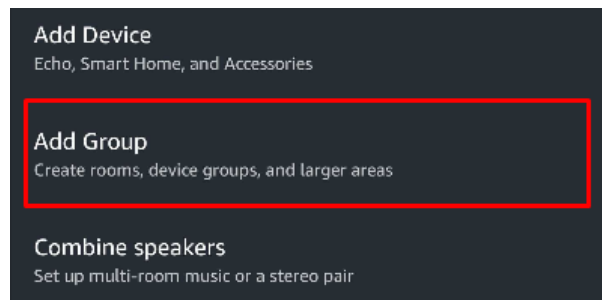 Add Device
Echo, Smart Home, and Accessories
Add Group
Create rooms, device groups, and larger areas
Combine speakers
Set up multi-room music or a stereo pair